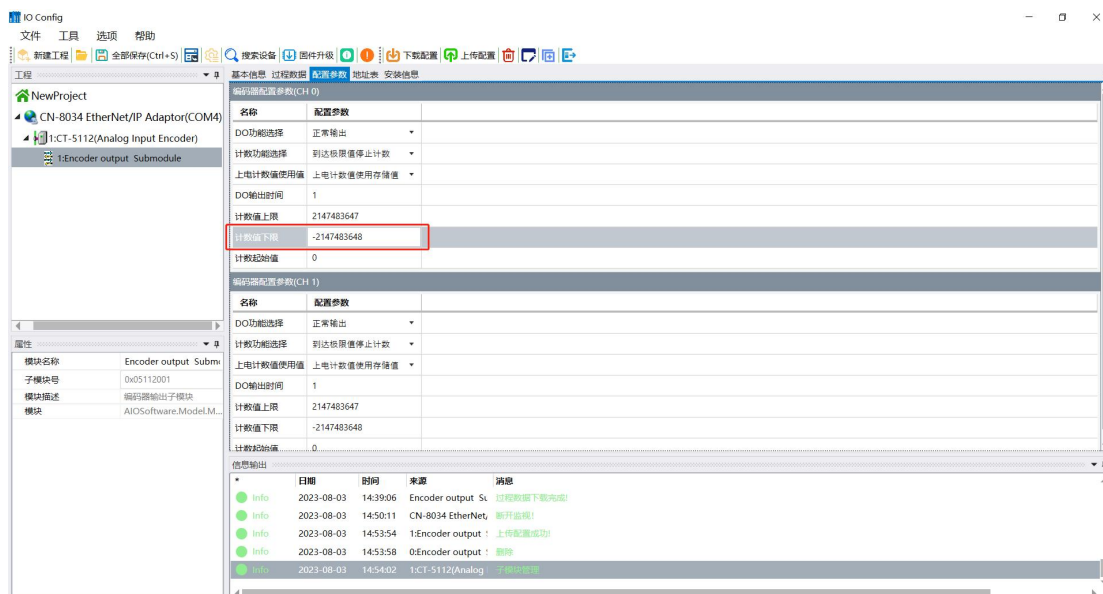 IO Config
文件 工具 选项 帮助
新建工程 全部保存(Ctrl+S) 搜索设备 固件升级 下载配置 上传配置
工程
NewProject
CN-8034 EtherNet/IP Adaptor(COM4)
1:CT-5112(Analog Input Encoder)
1:Encoder output Submodule
属性
模块名称 Encoder output Submo
子模块号 0x05112001
模块描述 编码器输出子模块
模块 AIOSoftware.Model.M...
基本信息 过程数据 配置参数 地址表 安装信息
编码器配置参数(CH 0)
名称 配置参数
DO功能选择 正常输出
计数功能选择 到达极限值停止计数
上电计数值使用值 上电计数值使用存储值
DO输出时间 1
计数值上限 2147483647
计数值下限 -2147483648
计数起始值 0
编码器配置参数(CH 1)
名称 配置参数
DO功能选择 正常输出
计数功能选择 到达极限值停止计数
上电计数值使用值 上电计数值使用存储值
DO输出时间 1
计数值上限 2147483647
计数值下限 -2147483648
计数起始值 0
信息输出
* 日期 时间 来源 消息
Info 2023-08-03 14:39:06 Encoder output Su 过程数据下载完成!
Info 2023-08-03 14:50:11 CN-8034 EtherNet/ 断开监视!
Info 2023-08-03 14:53:54 1:Encoder output 上传配置成功!
Info 2023-08-03 14:53:58 0:Encoder output 删除
Info 2023-08-03 14:54:02 1:CT-5112(Analog 子模块管理